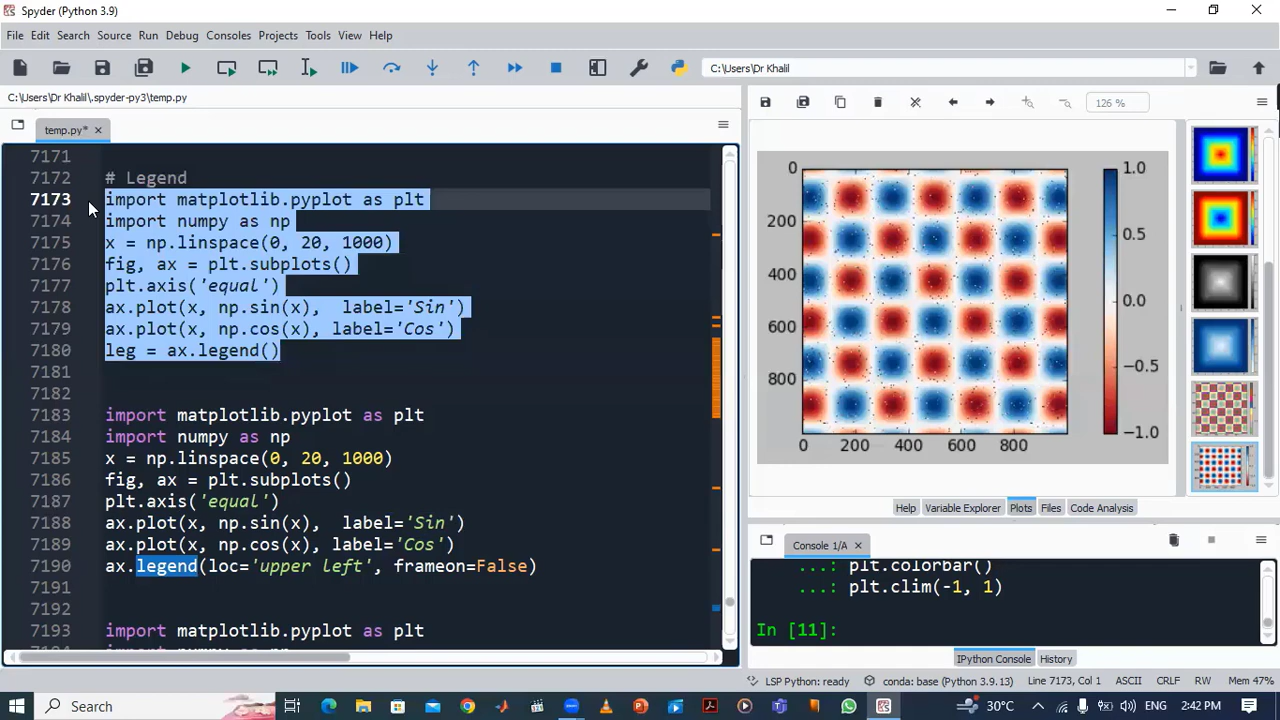 Spyder (Python 3.9)
File Edit Search Source Run Debug Consoles Projects Tools View Help
C:\Users\Dr Khalil
C:\Users\Dr Khalil\.spyder-py3\temp.py
temp.py*
126 %
7171
7172 # Legend
7173 import matplotlib.pyplot as plt
7174 import numpy as np
7175 x = np.linspace(0, 20, 1000)
7176 fig, ax = plt.subplots()
7177 plt.axis('equal')
7178 ax.plot(x, np.sin(x),  label='Sin')
7179 ax.plot(x, np.cos(x), label='Cos')
7180 leg = ax.legend()
7181
7182
7183 import matplotlib.pyplot as plt
7184 import numpy as np
7185 x = np.linspace(0, 20, 1000)
7186 fig, ax = plt.subplots()
7187 plt.axis('equal')
7188 ax.plot(x, np.sin(x),  label='Sin')
7189 ax.plot(x, np.cos(x), label='Cos')
7190 ax.legend(loc='upper left', frameon=False)
7191
7192
7193 import matplotlib.pyplot as plt
0
200
400
600
800
0 200 400 600 800
1.0
0.5
0.0
−0.5
−1.0
Help Variable Explorer Plots Files Code Analysis
Console 1/A
...: plt.colorbar()
...: plt.clim(-1, 1)
In [11]:
IPython Console History
LSP Python: ready conda: base (Python 3.9.13) Line 7173, Col 1 ASCII CRLF RW Mem 47%
Search 30°C ENG 2:42 PM